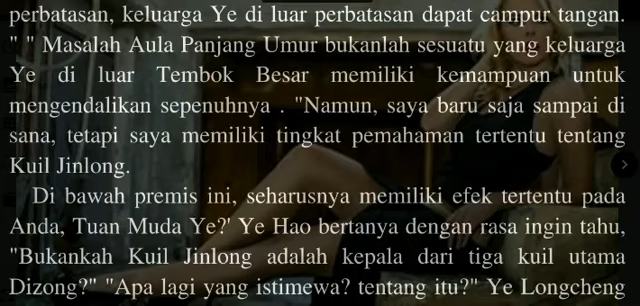 perbatasan, keluarga Ye di luar perbatasan dapat campur tangan.
" " Masalah Aula Panjang Umur bukanlah sesuatu yang keluarga
Ye di luar Tembok Besar memiliki kemampuan untuk
mengendalikan sepenuhnya . "Namun, saya baru saja sampai di
sana, tetapi saya memiliki tingkat pemahaman tertentu tentang
Kuil Jinlong.
Di bawah premis ini, seharusnya memiliki efek tertentu pada
Anda, Tuan Muda Ye?' Ye Hao bertanya dengan rasa ingin tahu,
"Bukankah Kuil Jinlong adalah kepala dari tiga kuil utama
Dizong?" "Apa lagi yang istimewa? tentang itu?" Ye Longcheng